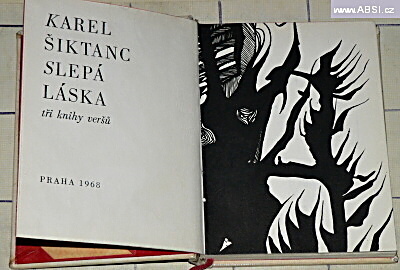 www.ABSI.cz
KAREL
ŠIKTANC
SLEPÁ
LÁSKA
tři knihy veršů
PRAHA 1968